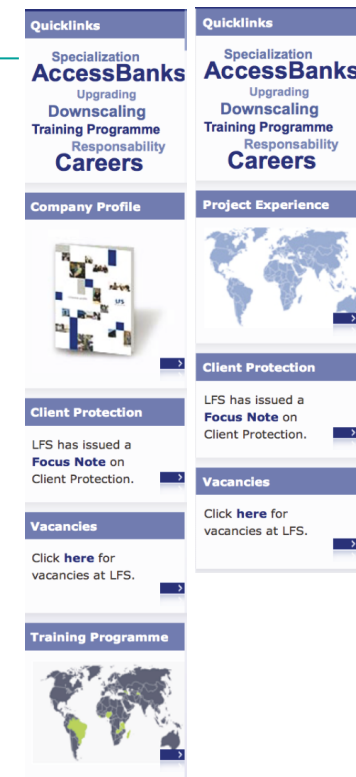 Quicklinks
Specialization
AccessBanks
Upgrading
Downscaling
Training Programme
Responsability
Careers
Company Profile
LFS
Client Protection
LFS has issued a
Focus Note on
Client Protection.
Vacancies
Click here for
vacancies at LFS.
Training Programme
Quicklinks
Specialization
AccessBanks
Upgrading
Downscaling
Training Programme
Responsability
Careers
Project Experience
Client Protection
LFS has issued a
Focus Note on
Client Protection.
Vacancies
Click here for
vacancies at LFS.